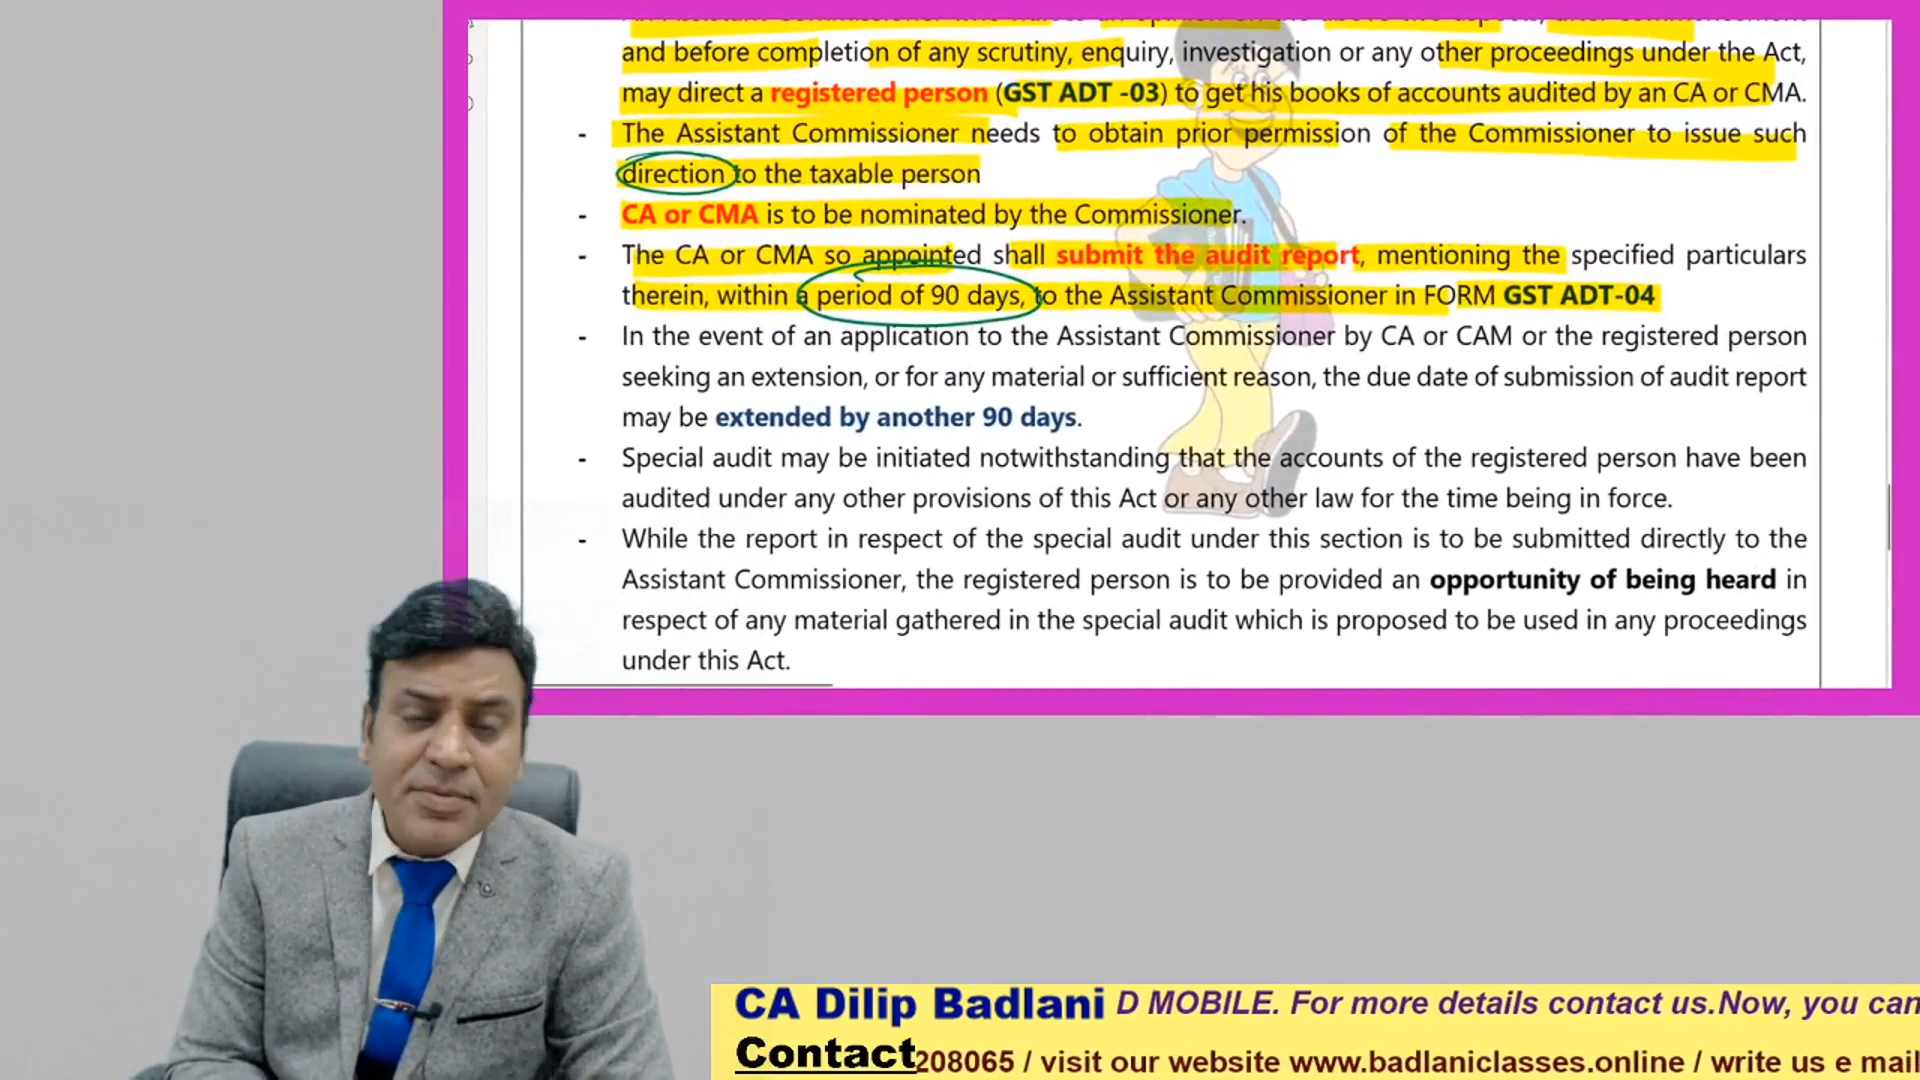 and before completion of any scrutiny, enquiry, investigation or any other proceedings under the Act,
may direct a registered person (GST ADT -03) to get his books of accounts audited by an CA or CMA.
- The Assistant Commissioner needs to obtain prior permission of the Commissioner to issue such
direction to the taxable person
- CA or CMA is to be nominated by the Commissioner.
- The CA or CMA so appointed shall submit the audit report, mentioning the specified particulars
therein, within a period of 90 days, to the Assistant Commissioner in FORM GST ADT-04
- In the event of an application to the Assistant Commissioner by CA or CAM or the registered person
seeking an extension, or for any material or sufficient reason, the due date of submission of audit report
may be extended by another 90 days.
- Special audit may be initiated notwithstanding that the accounts of the registered person have been
audited under any other provisions of this Act or any other law for the time being in force.
- While the report in respect of the special audit under this section is to be submitted directly to the
Assistant Commissioner, the registered person is to be provided an opportunity of being heard in
respect of any material gathered in the special audit which is proposed to be used in any proceedings
under this Act.
CA Dilip Badlani D MOBILE. For more details contact us.Now, you can
Contact 208065 / visit our website www.badlaniclasses.online / write us e mail